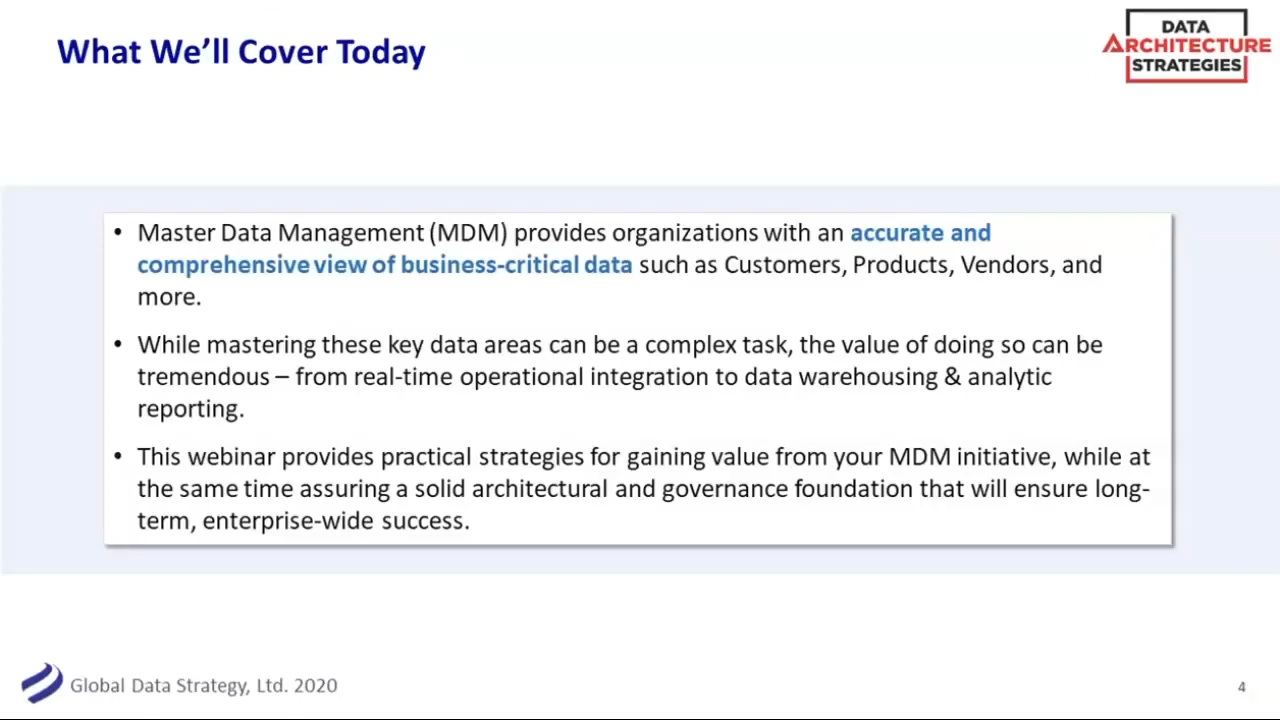 What We’ll Cover Today
DATA
ARCHITECTURE
STRATEGIES
• Master Data Management (MDM) provides organizations with an accurate and
comprehensive view of business-critical data such as Customers, Products, Vendors, and
more.
• While mastering these key data areas can be a complex task, the value of doing so can be
tremendous – from real-time operational integration to data warehousing & analytic
reporting.
• This webinar provides practical strategies for gaining value from your MDM initiative, while at
the same time assuring a solid architectural and governance foundation that will ensure long-
term, enterprise-wide success.
Global Data Strategy, Ltd. 2020
4